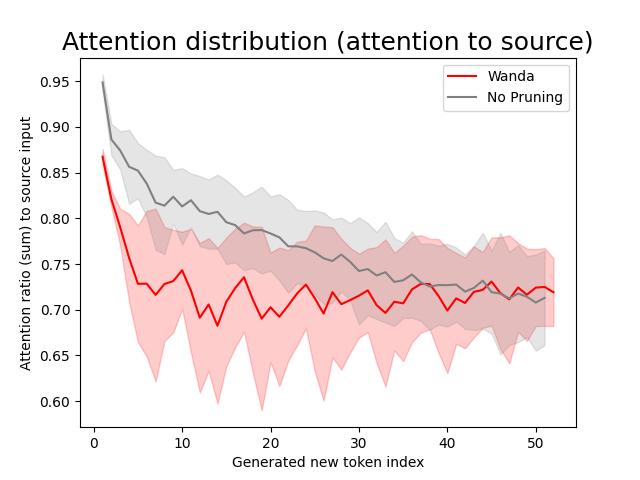 Attention distribution (attention to source)
Wanda
No Pruning
Attention ratio (sum) to source input
0.95
0.90
0.85
0.80
0.75
0.70
0.65
0.60
0 10 20 30 40 50
Generated new token index